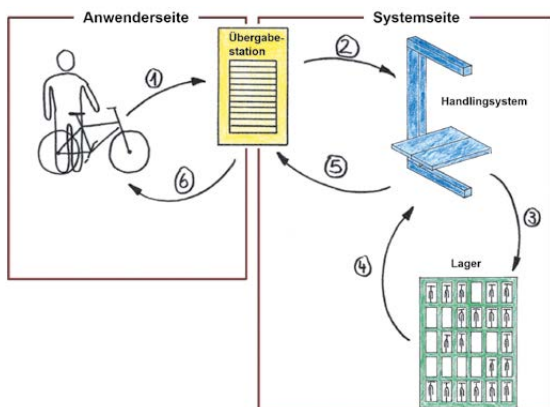 Anwenderseite
Systemseite
Übergabe-
station
1
2
Handlingsystem
5
6
3
4
Lager